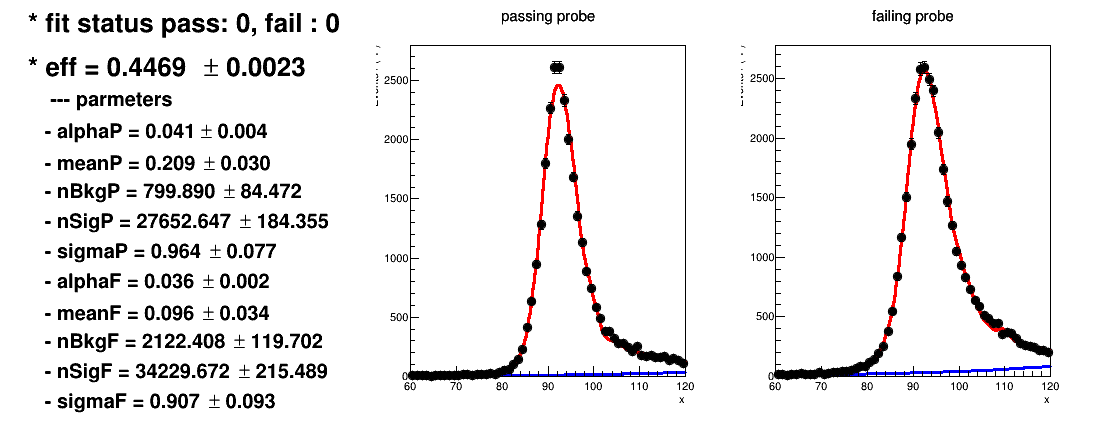 * fit status pass: 0, fail : 0
* eff = 0.4469 ± 0.0023
--- parmeters
- alphaP = 0.041 ± 0.004
- meanP = 0.209 ± 0.030
- nBkgP = 799.890 ± 84.472
- nSigP = 27652.647 ± 184.355
- sigmaP = 0.964 ± 0.077
- alphaF = 0.036 ± 0.002
- meanF = 0.096 ± 0.034
- nBkgF = 2122.408 ± 119.702
- nSigF = 34229.672 ± 215.489
- sigmaF = 0.907 ± 0.093
passing probe
2500
2000
1500
1000
500
0
60 70 80 90 100 110 120
x
failing probe
2500
2000
1500
1000
500
0
60 70 80 90 100 110 120
x